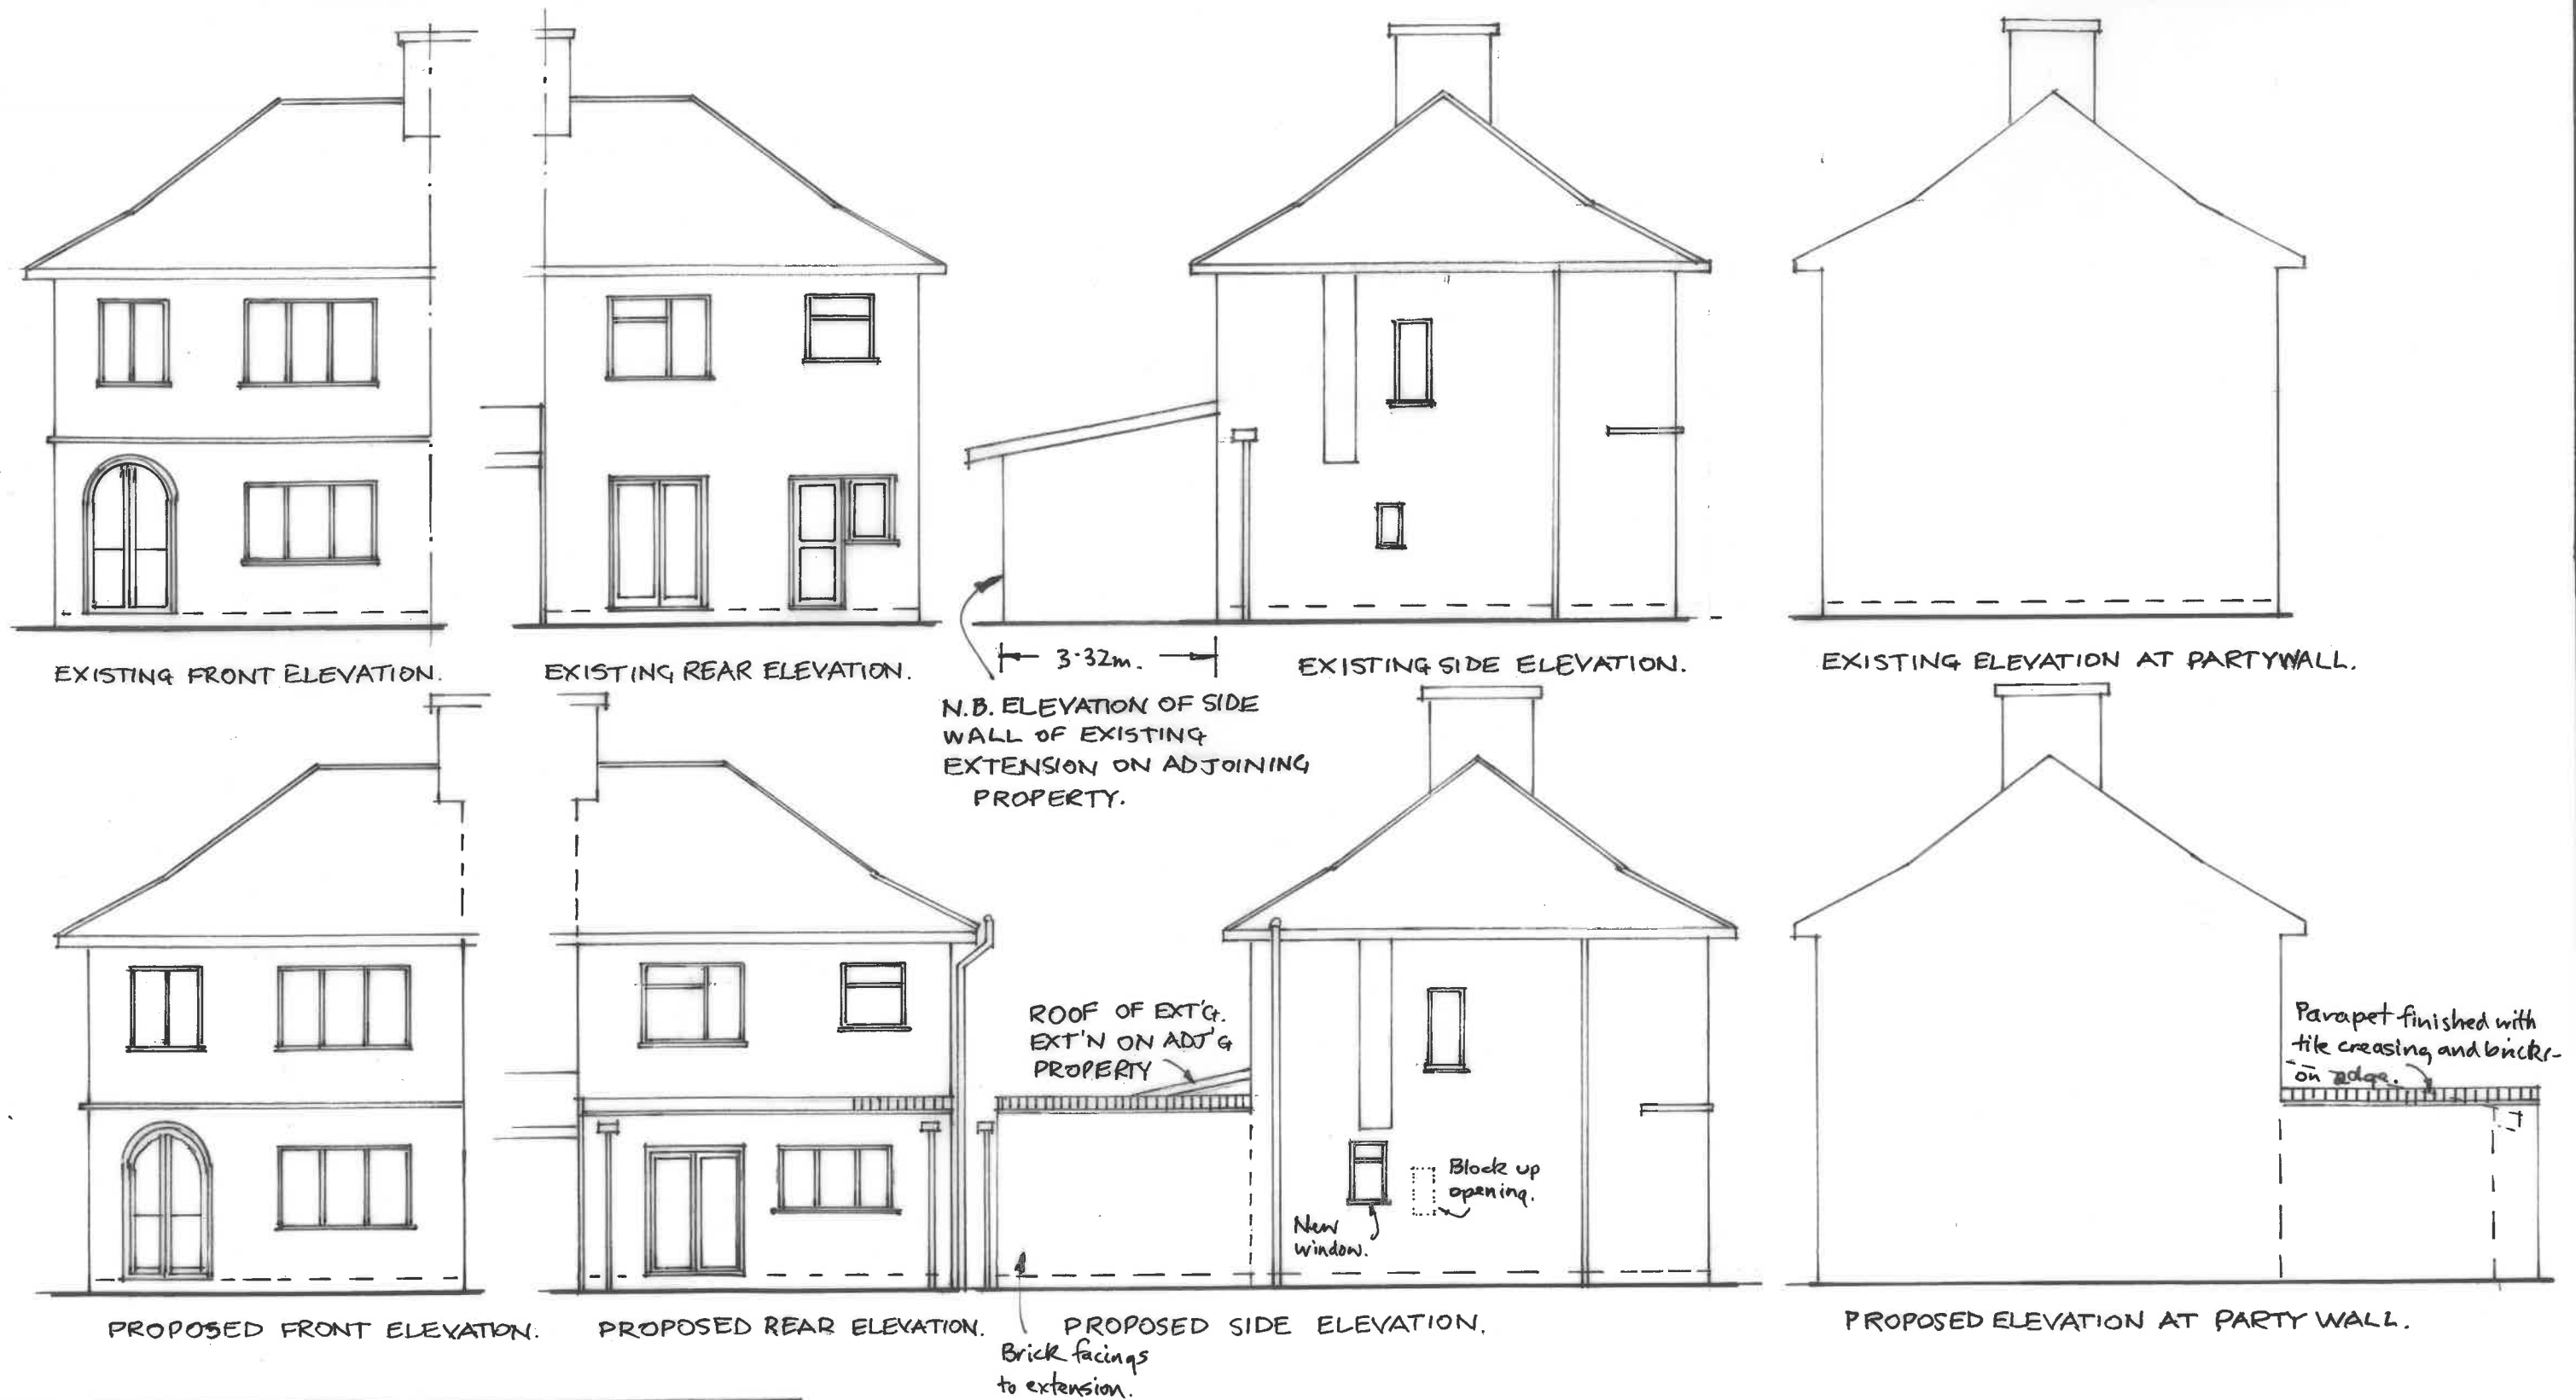 EXISTING FRONT ELEVATION.
EXISTING REAR ELEVATION.
3·32m.
EXISTING SIDE ELEVATION.
EXISTING ELEVATION AT PARTYWALL.
N.B. ELEVATION OF SIDE
WALL OF EXISTING
EXTENSION ON ADJOINING
PROPERTY.
ROOF OF EXT'G.
EXT'N ON ADJ'G
PROPERTY
Parapet finished with
tile creasing and bricks-
on edge.
Block up
opening.
New
window.
PROPOSED FRONT ELEVATION.
PROPOSED REAR ELEVATION.
PROPOSED SIDE ELEVATION.
PROPOSED ELEVATION AT PARTY WALL.
Brick facings
to extension.